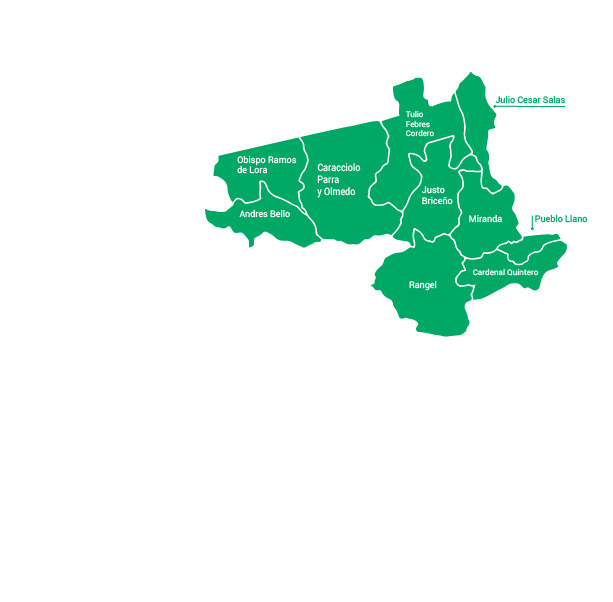 Julio Cesar Salas
Tulio
Febres
Cordero
Obispo Ramos
de Lora
Caracciolo
Parra
y Olmedo
Justo
Briceño
Andres Bello
Miranda
Pueblo Llano
Cardenal Quintero
Rangel